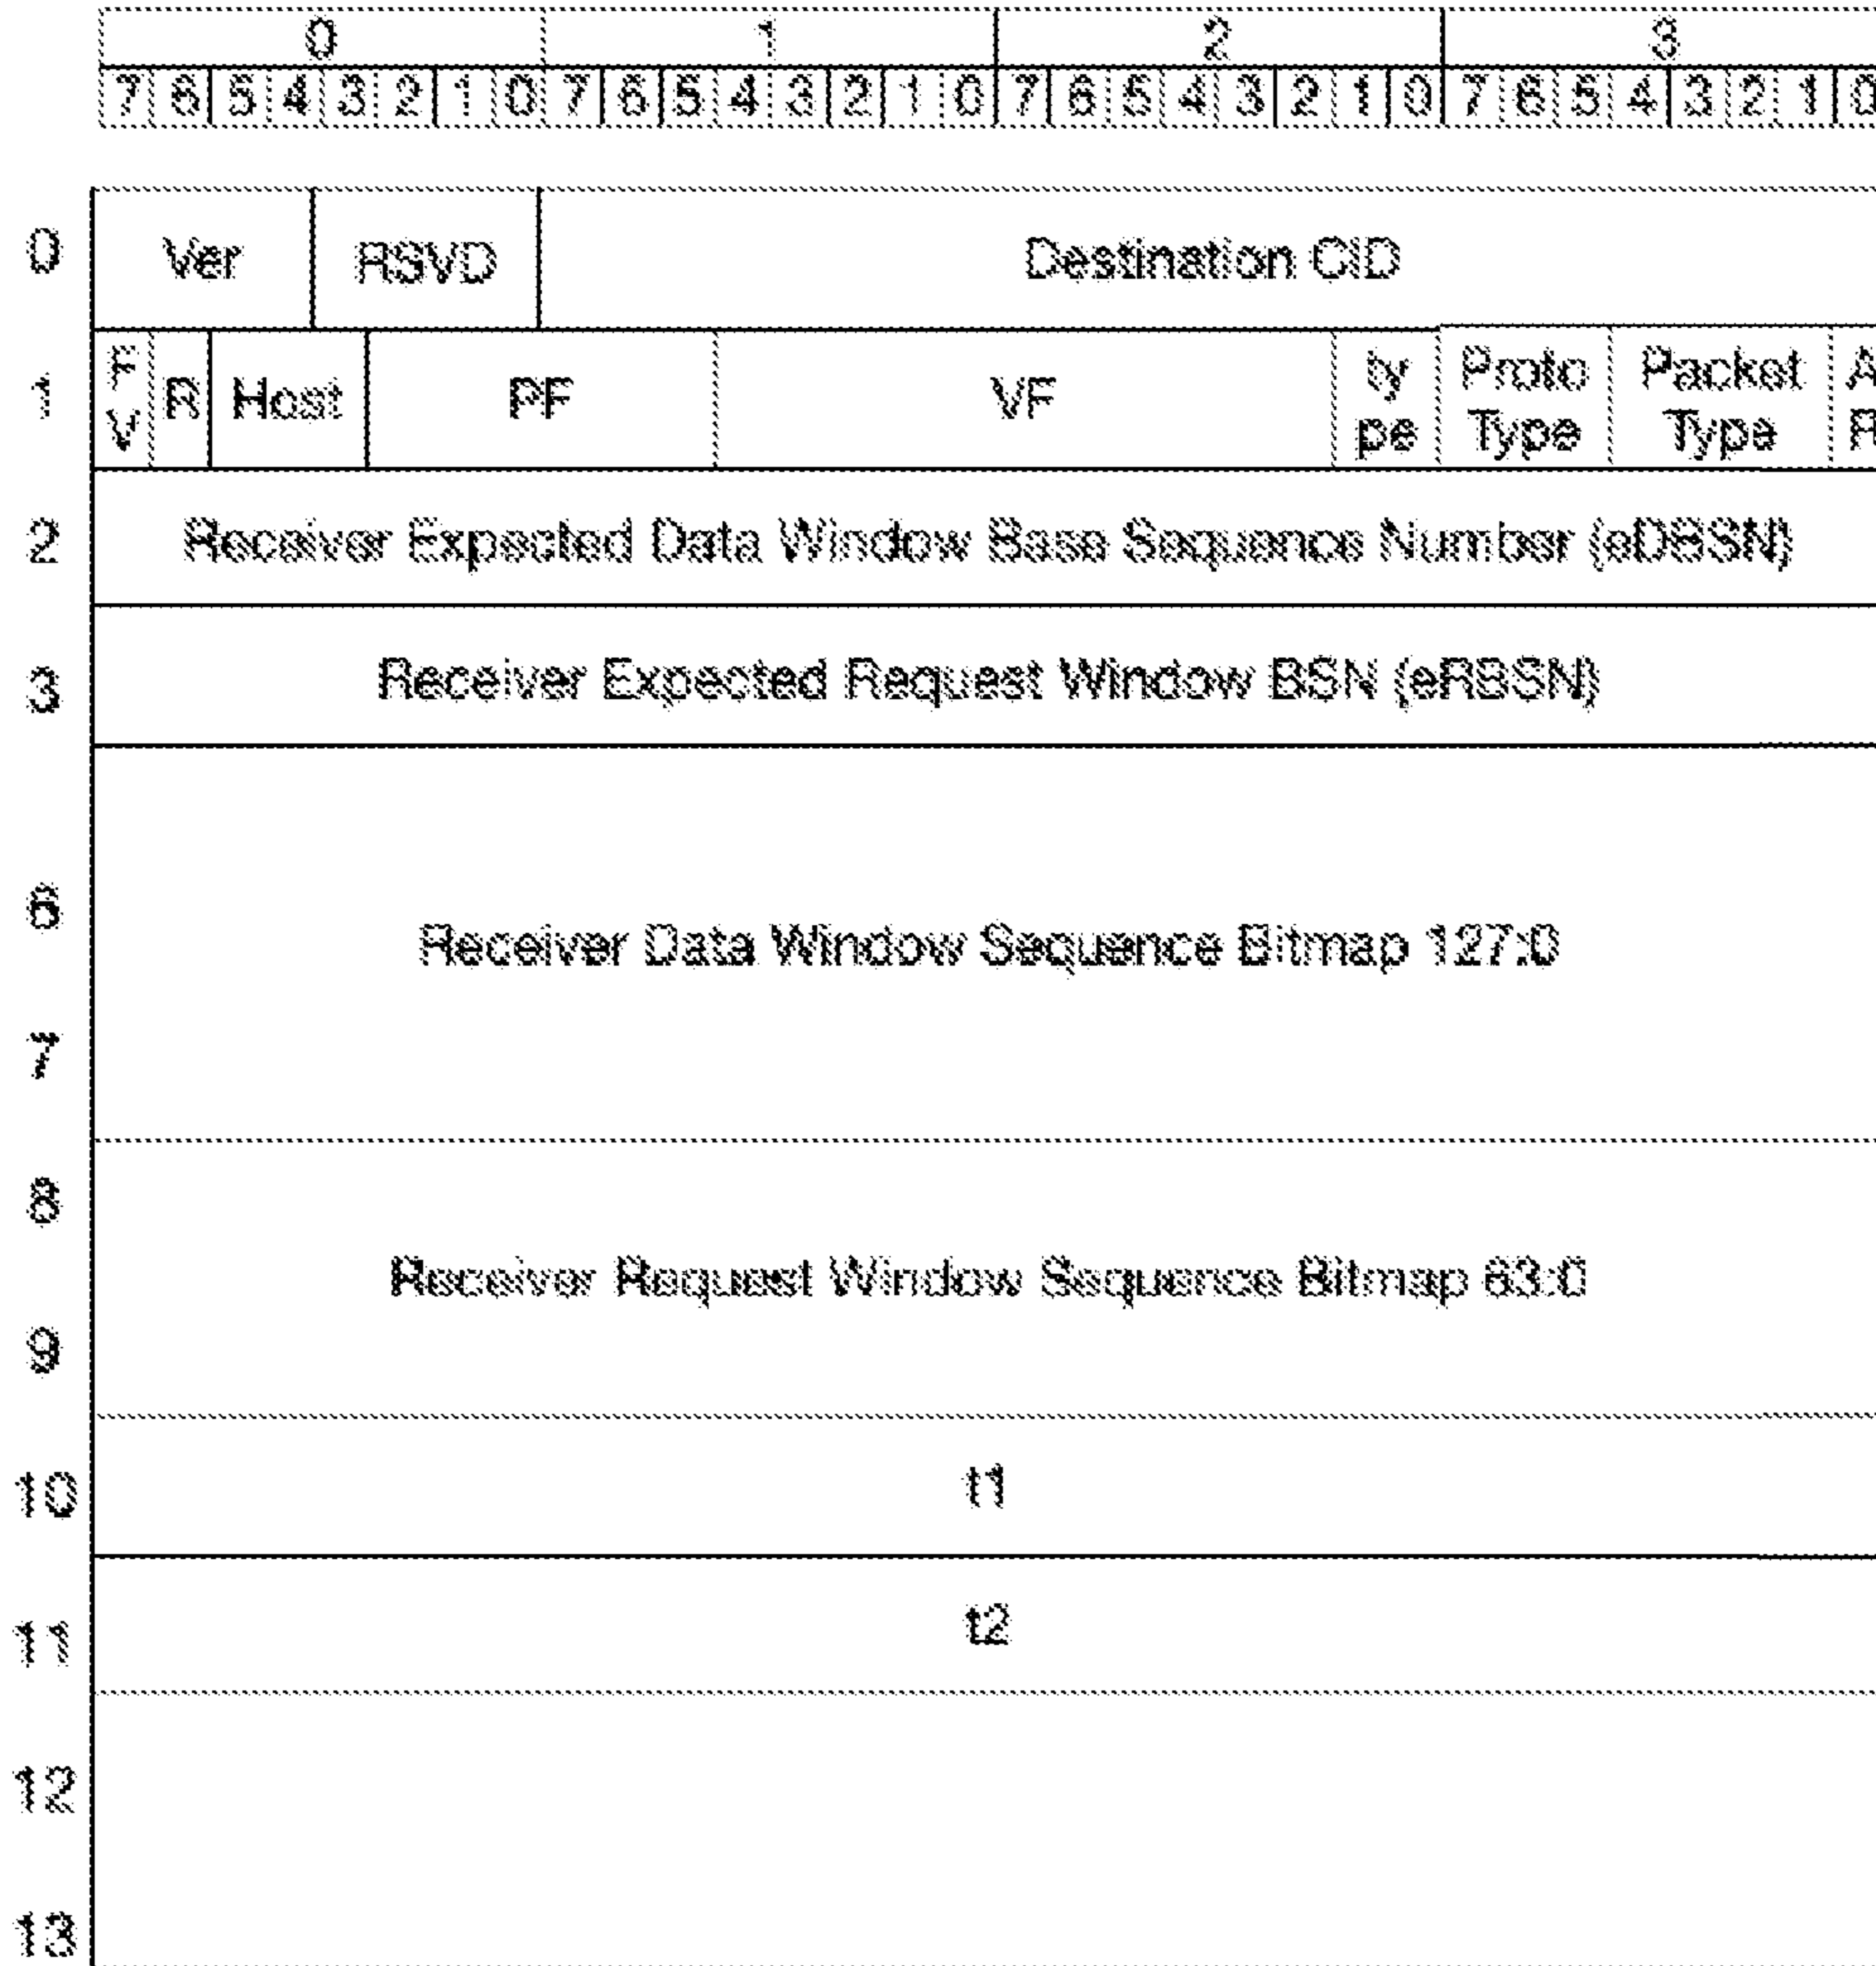 0 1 2 3
7 6 5 4 3 2 1 0 7 6 5 4 3 2 1 0 7 6 5 4 3 2 1 0 7 6 5 4 3 2 1 0
0 Ver RSVD Destination CID
1 F V R Host PF VF ty pe Proto Type Packet Type A R
2 Receiver Expected Data Window Base Sequence Number (eDBSN)
3 Receiver Expected Request Window BSN (eRBSN)
6
Receiver Data Window Sequence Bitmap 127:0
7
8
Receiver Request Window Sequence Bitmap 63:0
9
10 t1
11 t2
12
13